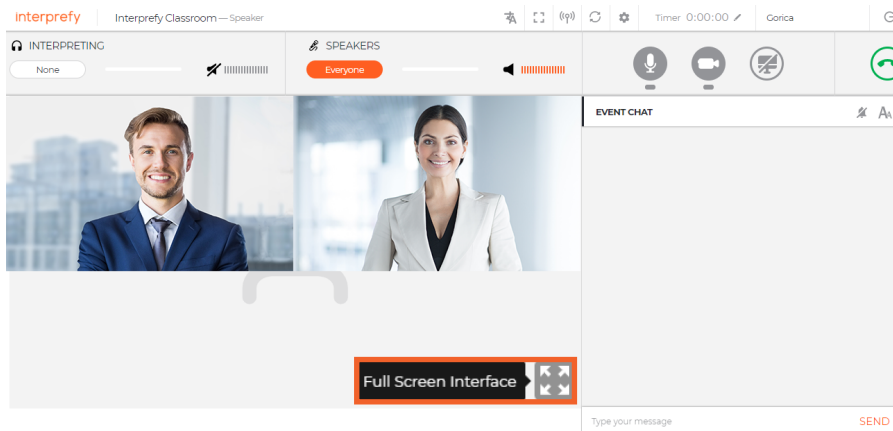 interprefy
Interprefy Classroom — Speaker
Timer 0:00:00
Gorica
INTERPRETING
None
SPEAKERS
Everyone
EVENT CHAT
Full Screen Interface
Type your message
SEND